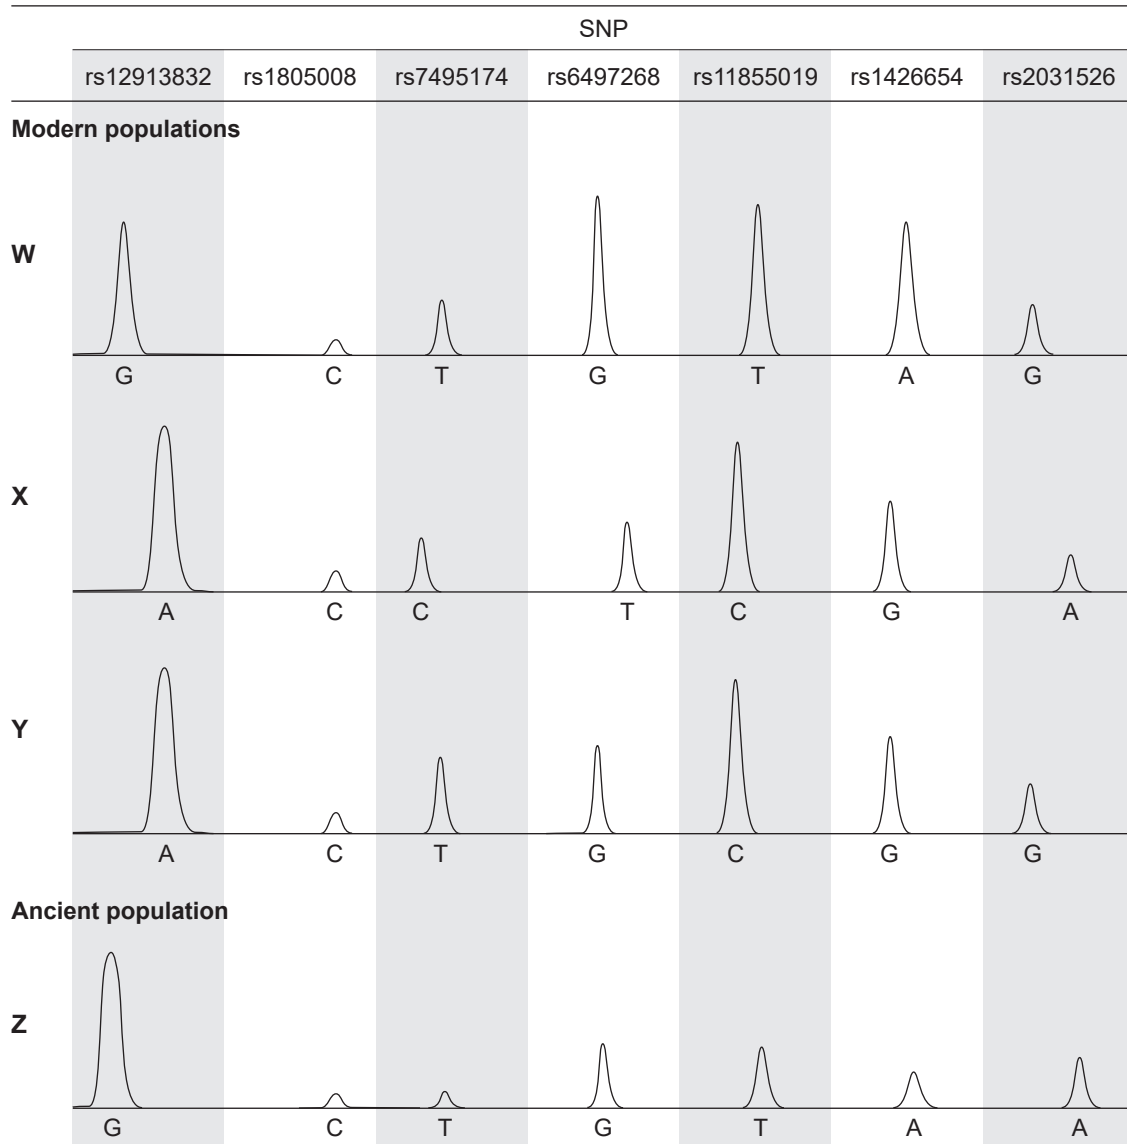 SNP
rs12913832 rs1805008 rs7495174 rs6497268 rs11855019 rs1426654 rs2031526
Modern populations
W
G C T G T A G
X
A C C T C G A
Y
A C T G C G G
Ancient population
Z
G C T G T A A